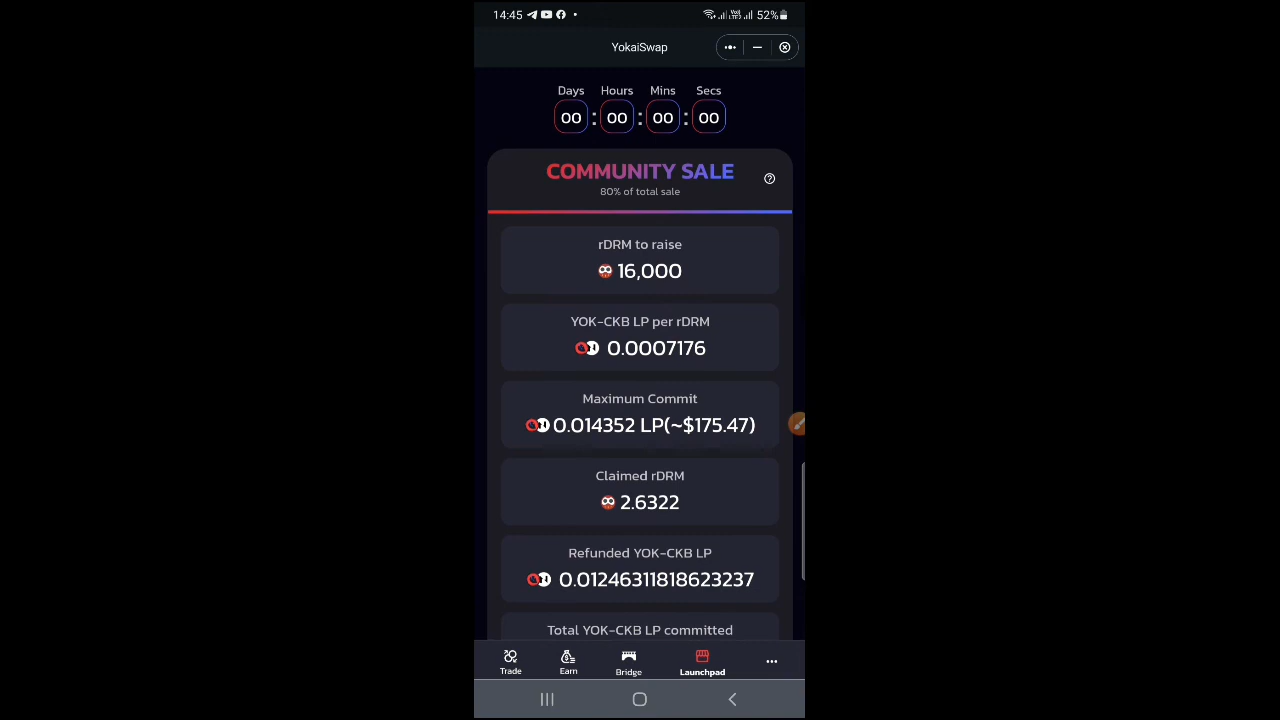 14:45 52%
YokaiSwap
Days Hours Mins Secs
00 : 00 : 00 : 00
COMMUNITY SALE
80% of total sale
rDRM to raise
16,000
YOK-CKB LP per rDRM
0.0007176
Maximum Commit
0.014352 LP(~$175.47)
Claimed rDRM
2.6322
Refunded YOK-CKB LP
0.01246311818623237
Total YOK-CKB LP committed
Trade Earn Bridge Launchpad